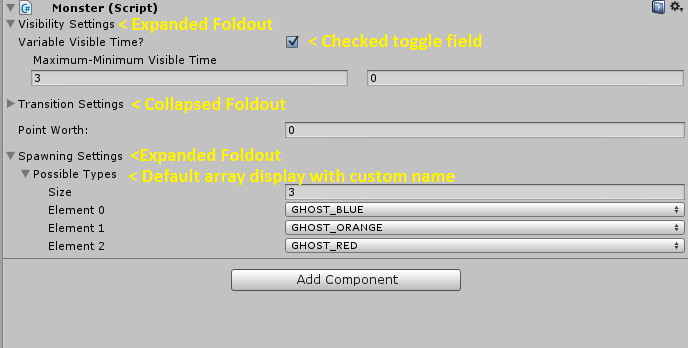 Monster (Script)
Visibility Settings < Expanded Foldout
Variable Visible Time? < Checked toggle field
Maximum-Minimum Visible Time
3 0
Transition Settings < Collapsed Foldout
Point Worth: 0
Spawning Settings <Expanded Foldout
Possible Types < Default array display with custom name
Size 3
Element 0 GHOST_BLUE
Element 1 GHOST_ORANGE
Element 2 GHOST_RED
Add Component